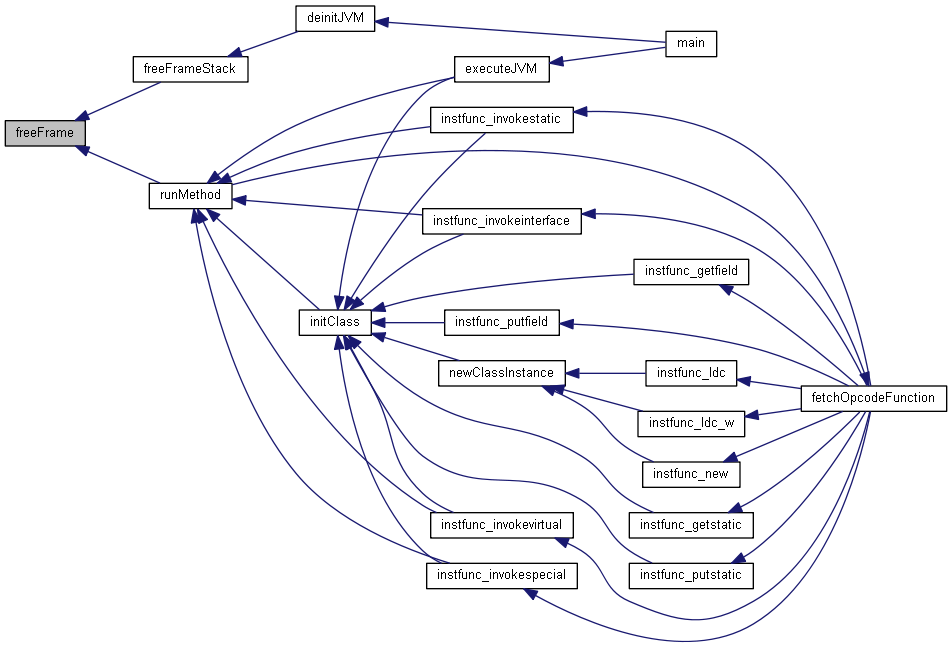 deinitJVM
main
freeFrameStack
executeJVM
instfunc_invokestatic
freeFrame
runMethod
instfunc_invokeinterface
instfunc_getfield
initClass
instfunc_putfield
newClassInstance
instfunc_ldc
fetchOpcodeFunction
instfunc_ldc_w
instfunc_new
instfunc_invokevirtual
instfunc_getstatic
instfunc_invokespecial
instfunc_putstatic